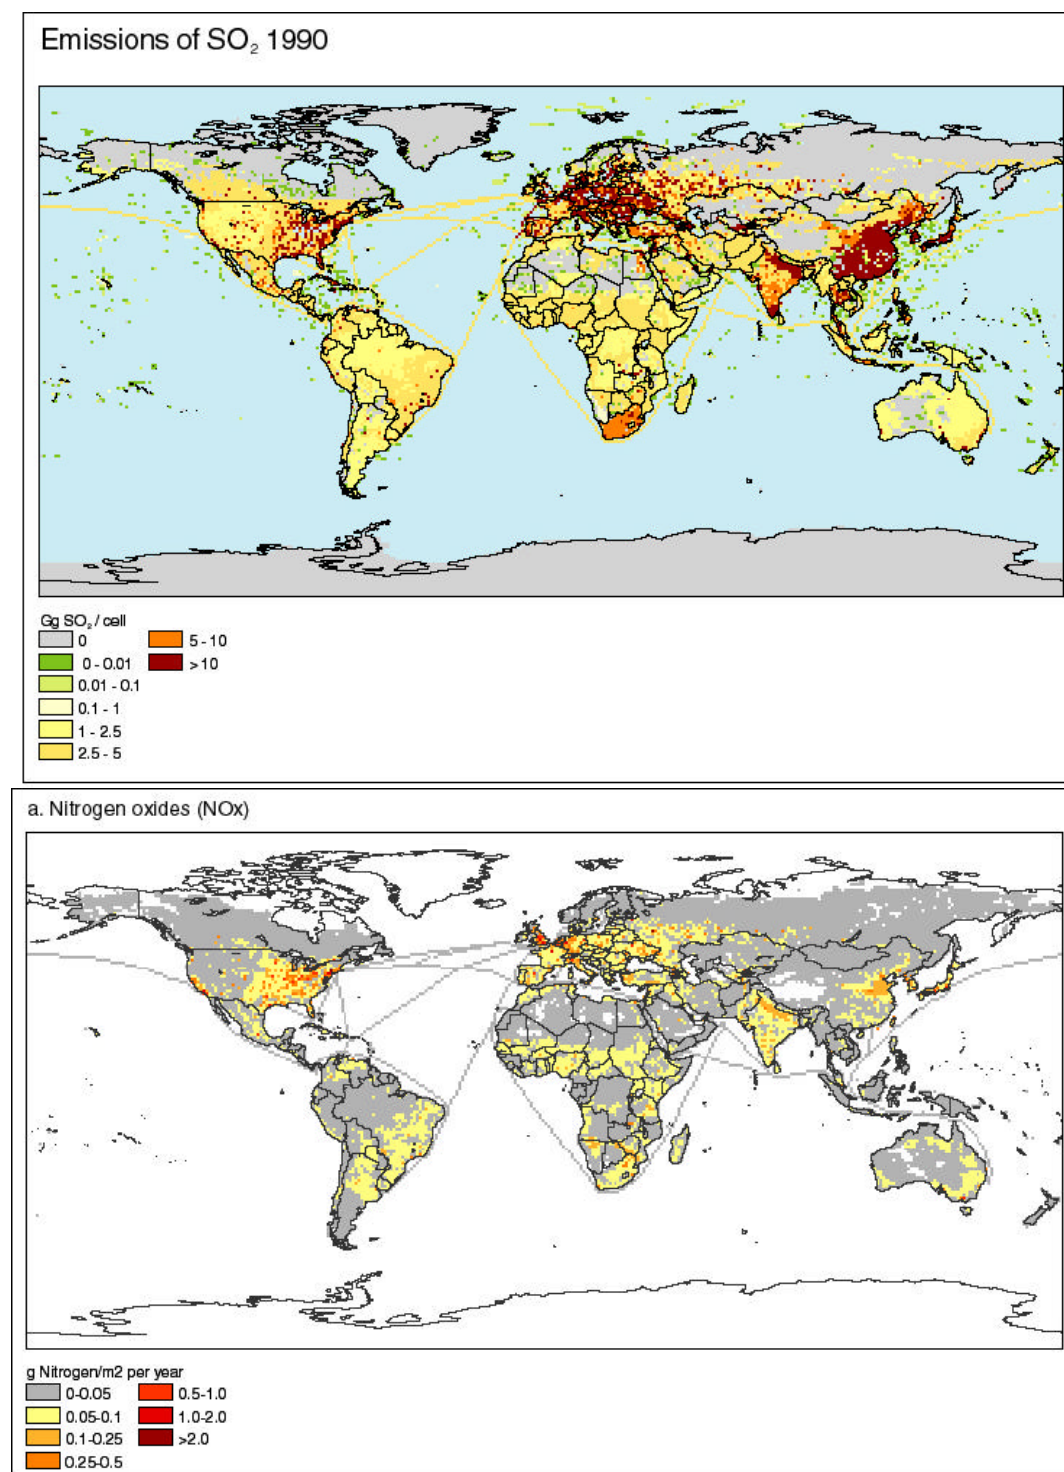 Emissions of SO₂ 1990
Gg SO₂ / cell
0
5 - 10
0 - 0.01
> 10
0.01 - 0.1
0.1 - 1
1 - 2.5
2.5 - 5
a. Nitrogen oxides (NOx)
g Nitrogen/m2 per year
0-0.05
0.5-1.0
0.05-0.1
1.0-2.0
0.1-0.25
>2.0
0.25-0.5